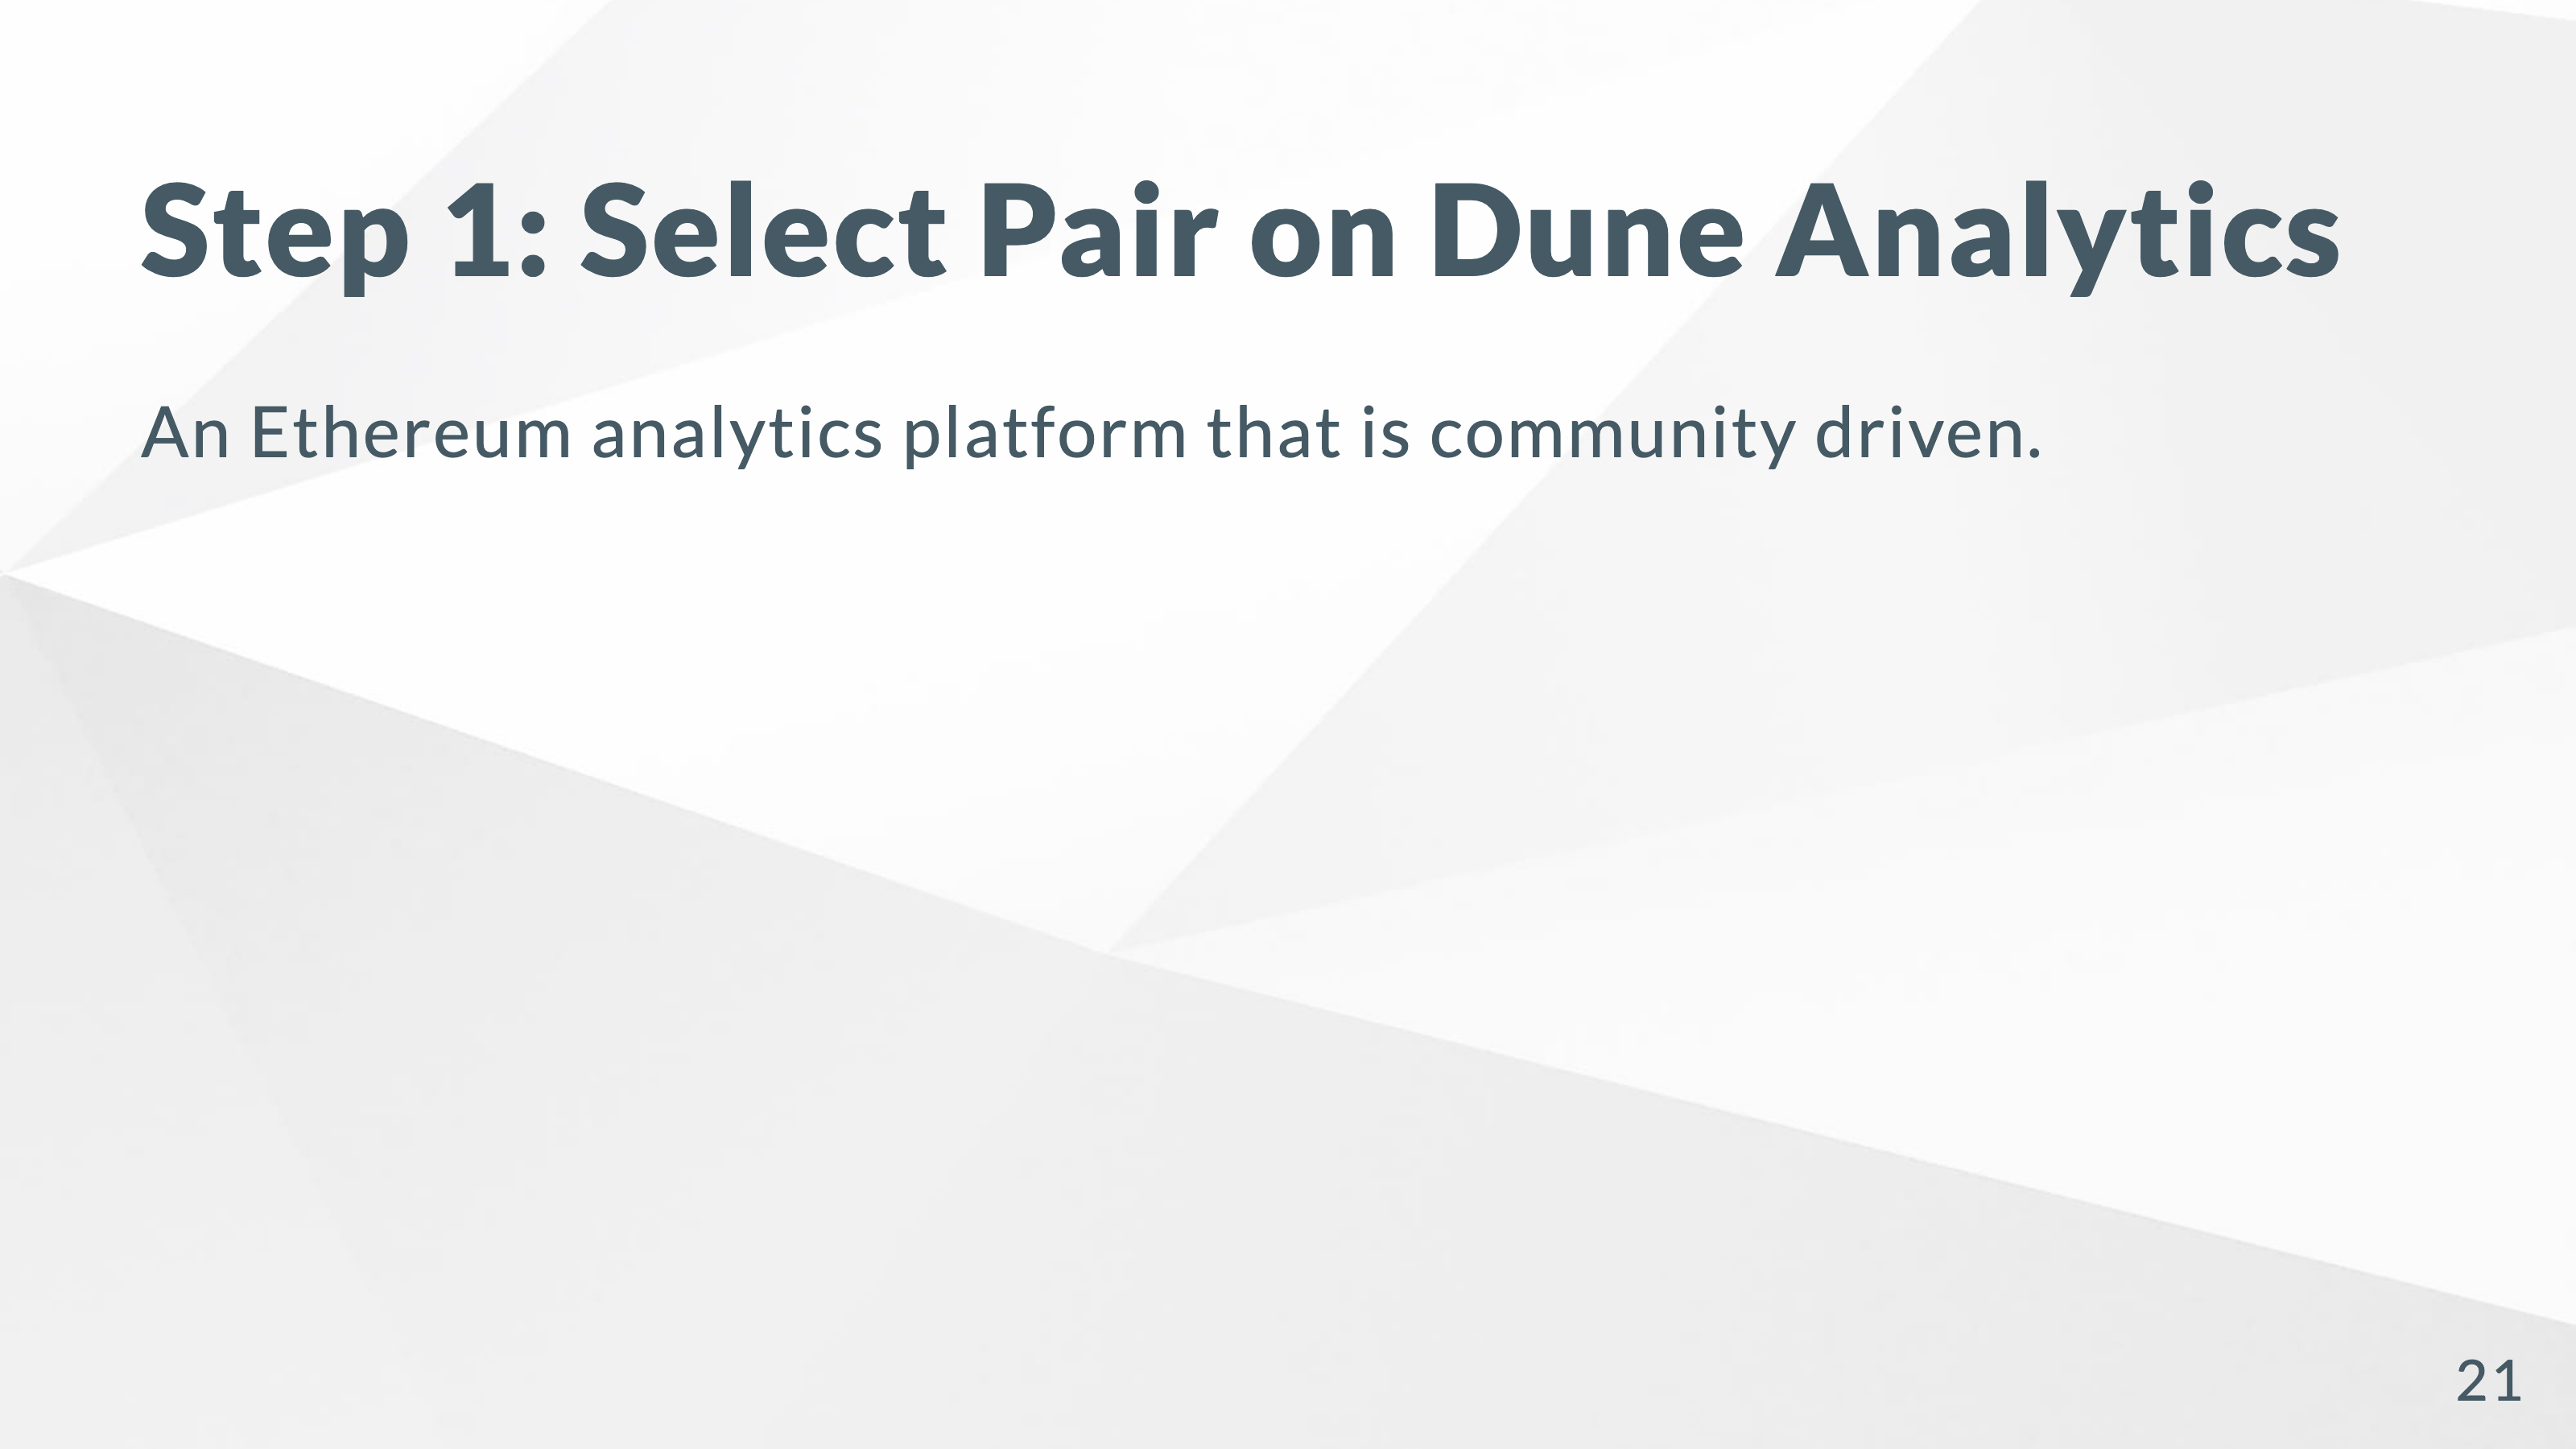 Step 1: Select Pair on Dune Analytics
An Ethereum analytics platform that is community driven.
21